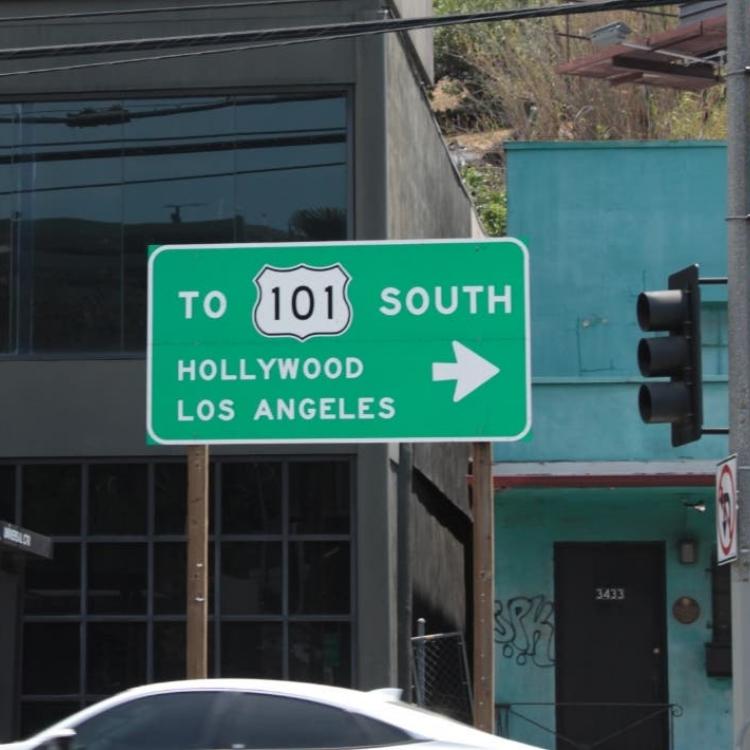 TO 101 SOUTH
HOLLYWOOD
LOS ANGELES
3433